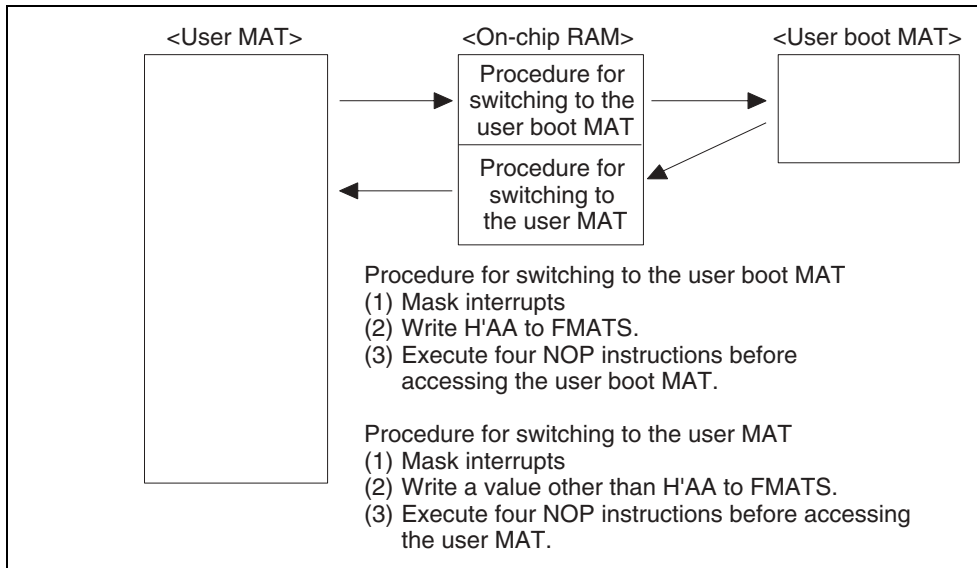 <User MAT>
<On-chip RAM>
<User boot MAT>
Procedure for
switching to the
user boot MAT
Procedure for
switching to
the user MAT
Procedure for switching to the user boot MAT
(1) Mask interrupts
(2) Write H'AA to FMATS.
(3) Execute four NOP instructions before
accessing the user boot MAT.
Procedure for switching to the user MAT
(1) Mask interrupts
(2) Write a value other than H'AA to FMATS.
(3) Execute four NOP instructions before accessing
the user MAT.